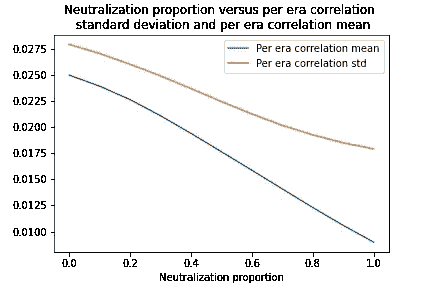 Neutralization proportion versus per era correlation
standard deviation and per era correlation mean
Per era correlation mean
Per era correlation std
0.0275
0.0250
0.0225
0.0200
0.0175
0.0150
0.0125
0.0100
0.0 0.2 0.4 0.6 0.8 1.0
Neutralization proportion